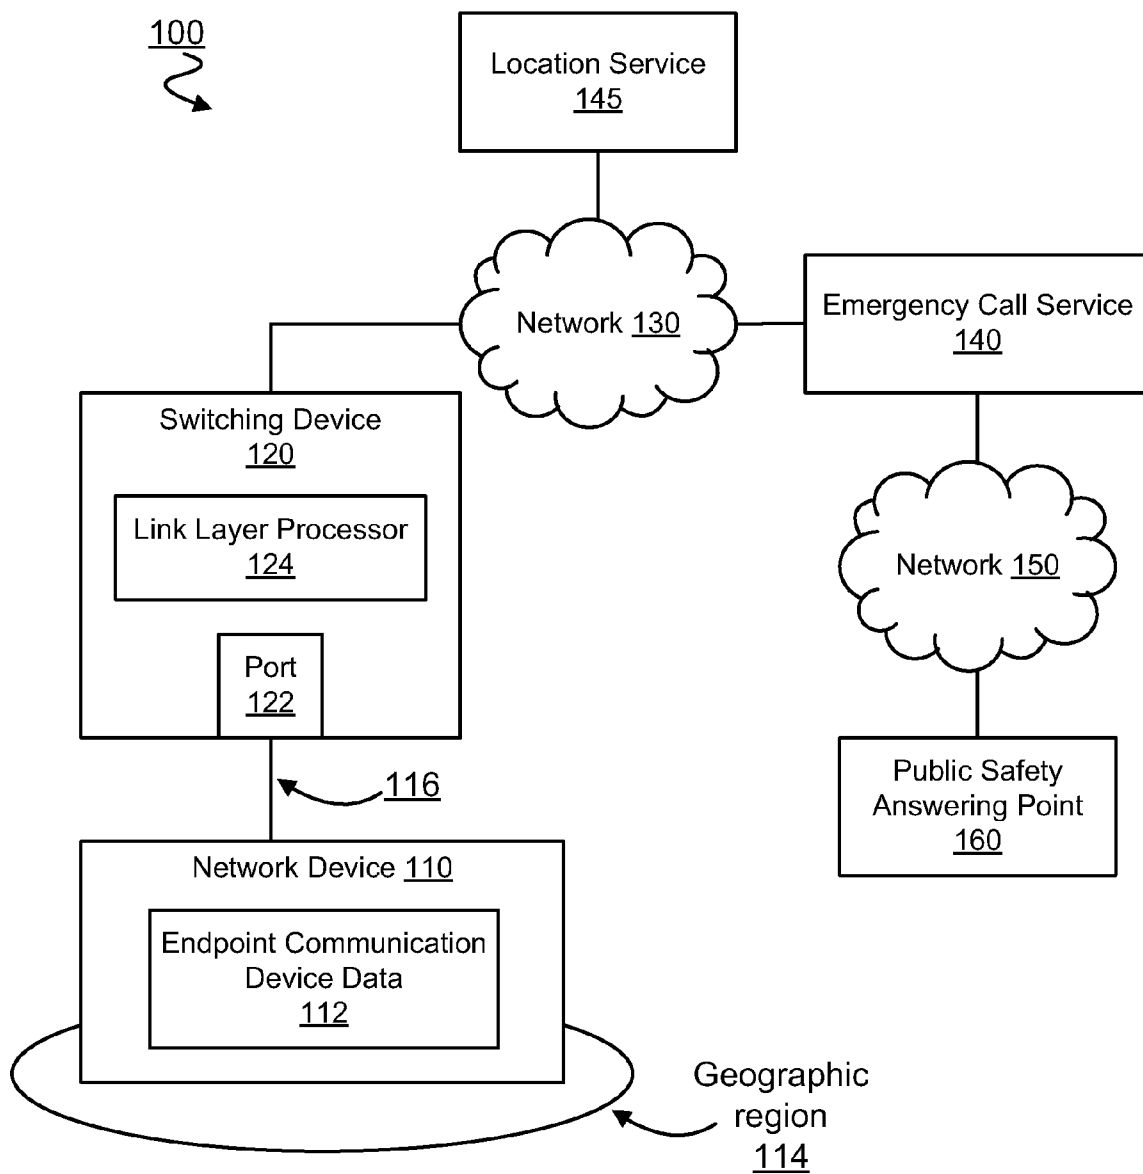 100
Location Service
145
Network 130
Emergency Call Service
140
Switching Device
120
Link Layer Processor
124
Network 150
Port
122
Public Safety
Answering Point
160
116
Network Device 110
Endpoint Communication
Device Data
112
Geographic
region
114